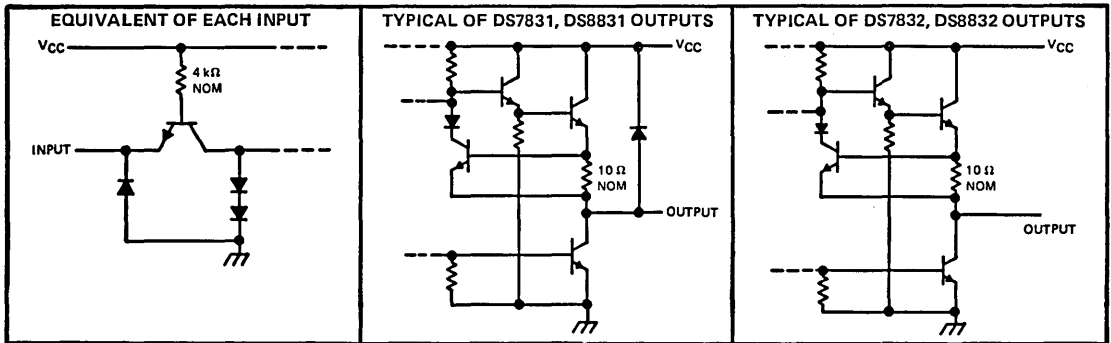 EQUIVALENT OF EACH INPUT
VCC
4 kΩ
NOM
INPUT
TYPICAL OF DS7831, DS8831 OUTPUTS
VCC
10 Ω
NOM
OUTPUT
TYPICAL OF DS7832, DS8832 OUTPUTS
VCC
10 Ω
NOM
OUTPUT